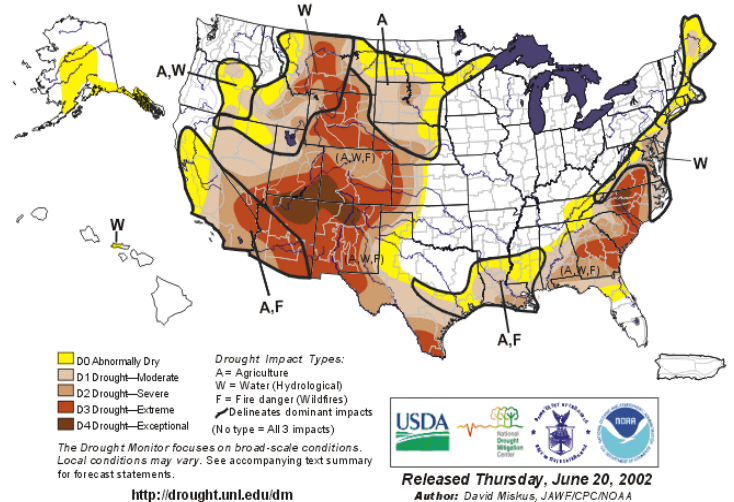 W
A
A,W
(A,W,F)
W
W
(A,W,F)
(A,W,F)
A,F
A,F
D0 Abnormally Dry
D1 Drought—Moderate
D2 Drought—Severe
D3 Drought—Extreme
D4 Drought—Exceptional
Drought Impact Types:
A = Agriculture
W = Water (Hydrological)
F = Fire danger (Wildfires)
Delineates dominant impacts
(No type = All 3 impacts)
The Drought Monitor focuses on broad-scale conditions.
Local conditions may vary. See accompanying text summary
for forecast statements.
http://drought.unl.edu/dm
USDA
National
Drought
Mitigation
Center
NOAA
Released Thursday, June 20, 2002
Author: David Miskus, JAWF/CPC/NOAA